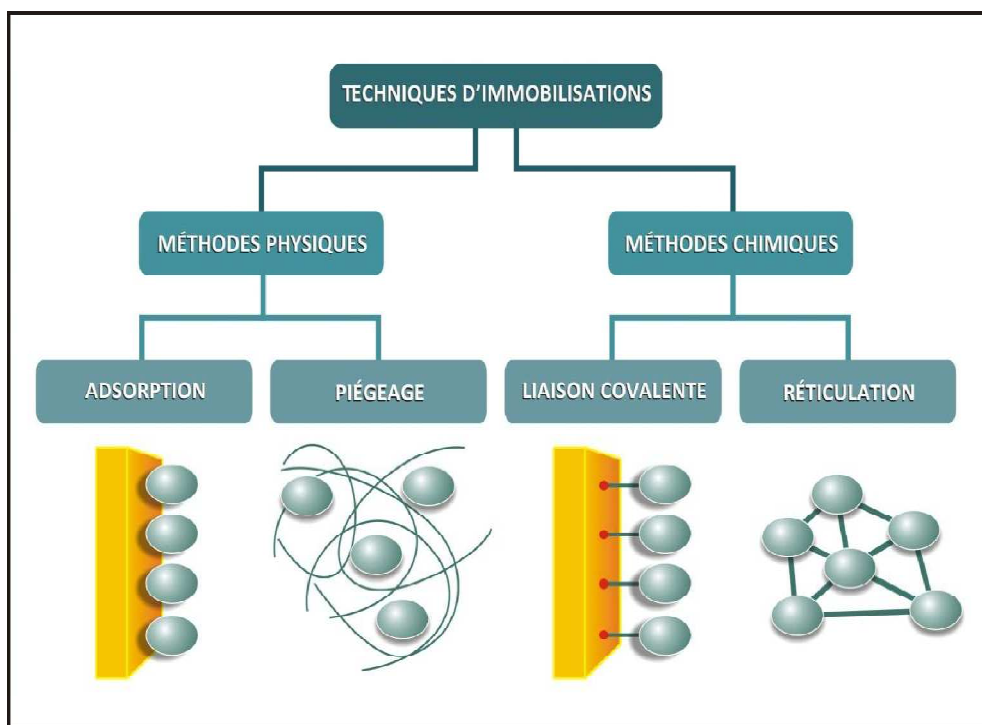 TECHNIQUES D'IMMOBILISATIONS
MÉTHODES PHYSIQUES
MÉTHODES CHIMIQUES
ADSORPTION
PIÉGEAGE
LIAISON COVALENTE
RÉTICULATION